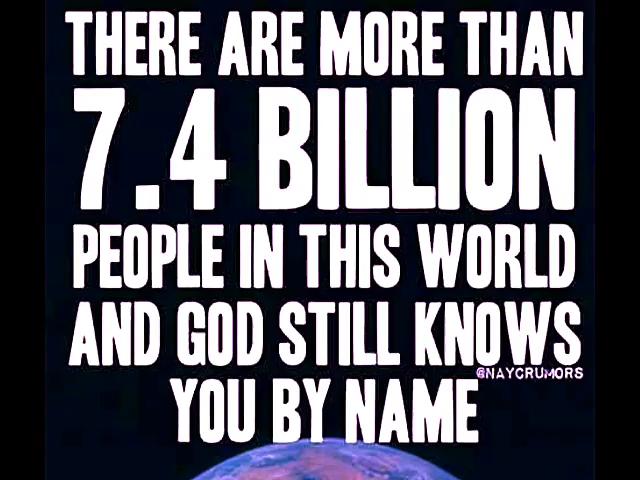 THERE ARE MORE THAN
7.4 BILLION
PEOPLE IN THIS WORLD
AND GOD STILL KNOWS
@NAYCRUMORS
YOU BY NAME